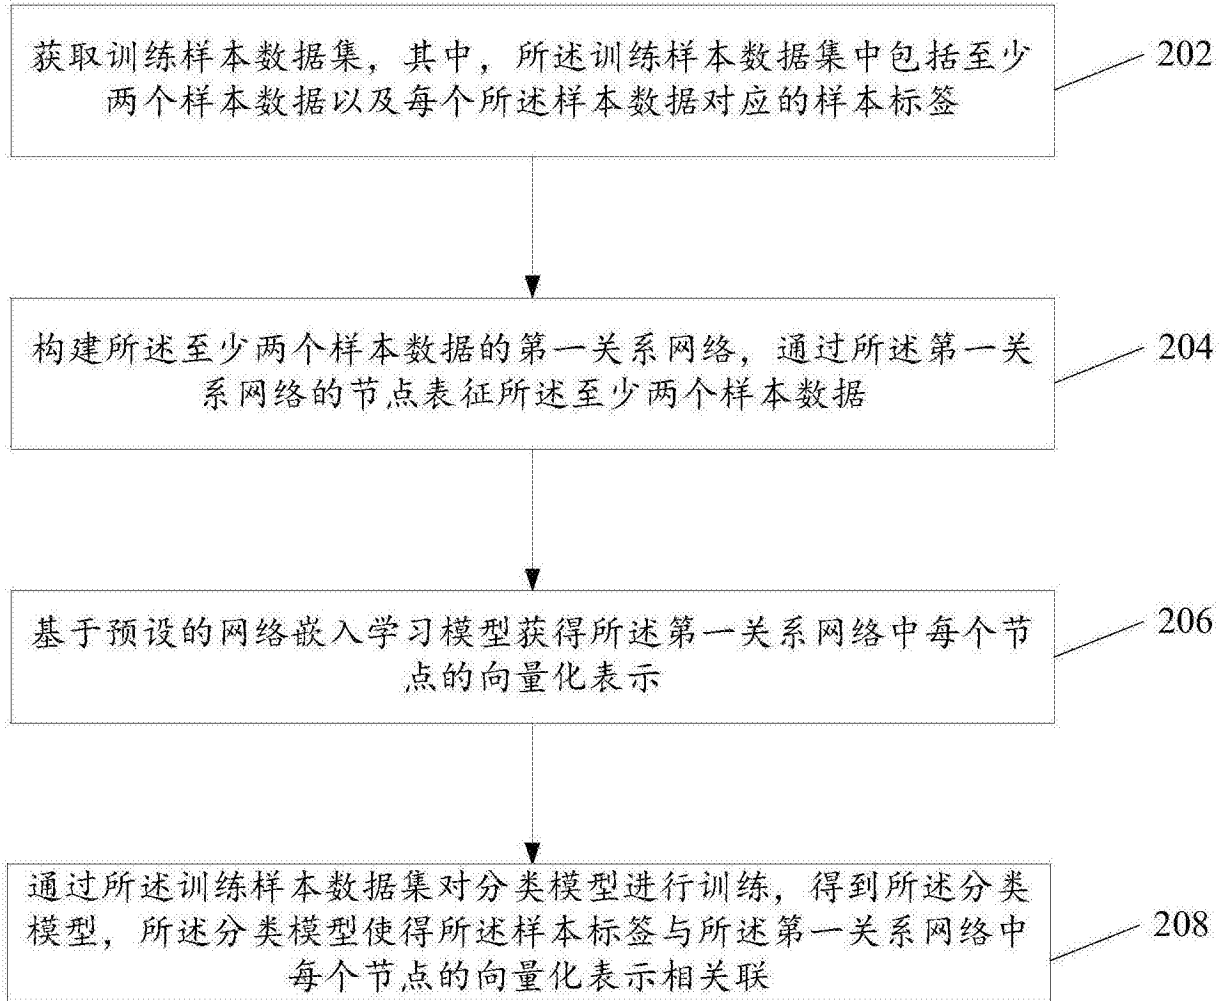 获取训练样本数据集，其中，所述训练样本数据集中包括至少
两个样本数据以及每个所述样本数据对应的样本标签
202
构建所述至少两个样本数据的第一关系网络，通过所述第一关
系网络的节点表征所述至少两个样本数据
204
基于预设的网络嵌入学习模型获得所述第一关系网络中每个节
点的向量化表示
206
通过所述训练样本数据集对分类模型进行训练，得到所述分类
模型，所述分类模型使得所述样本标签与所述第一关系网络中
每个节点的向量化表示相关联
208